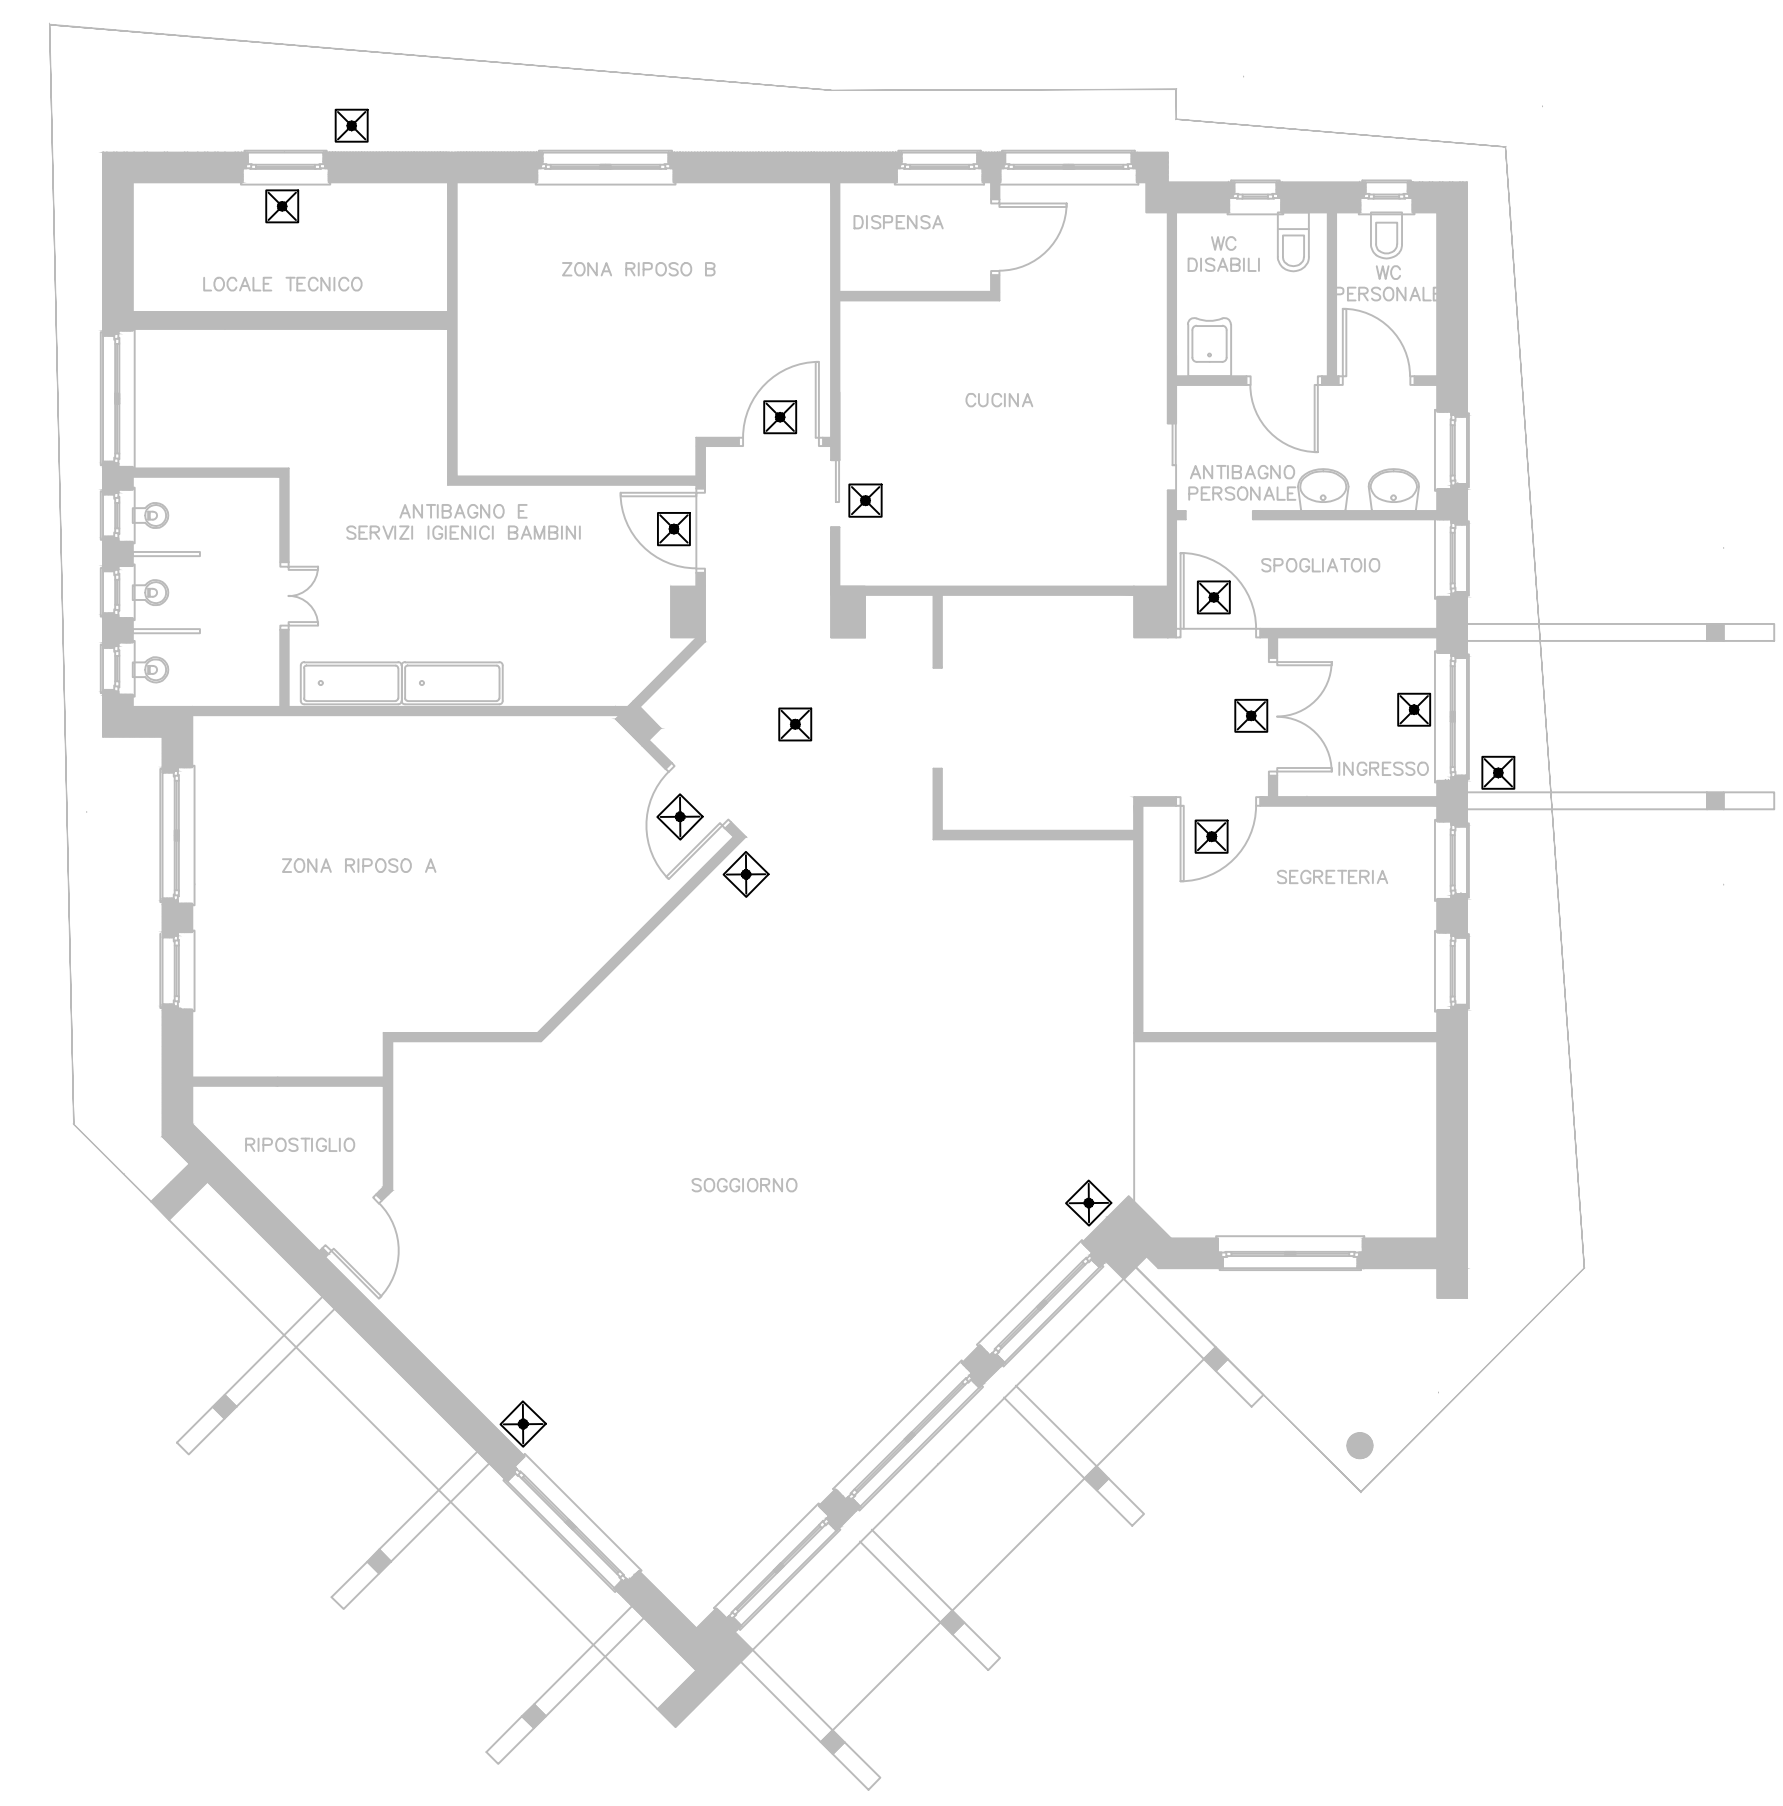 DISPENSA
WC
DISABILI
ZONA RIPOSO B
WC
PERSONALE
LOCALE TECNICO
CUCINA
ANTIBAGNO
PERSONALE
ANTIBAGNO E
SERVIZI IGIENICI BAMBINI
SPOGLIATOIO
INGRESSO
ZONA RIPOSO A
SEGRETERIA
RIPOSTIGLIO
SOGGIORNO